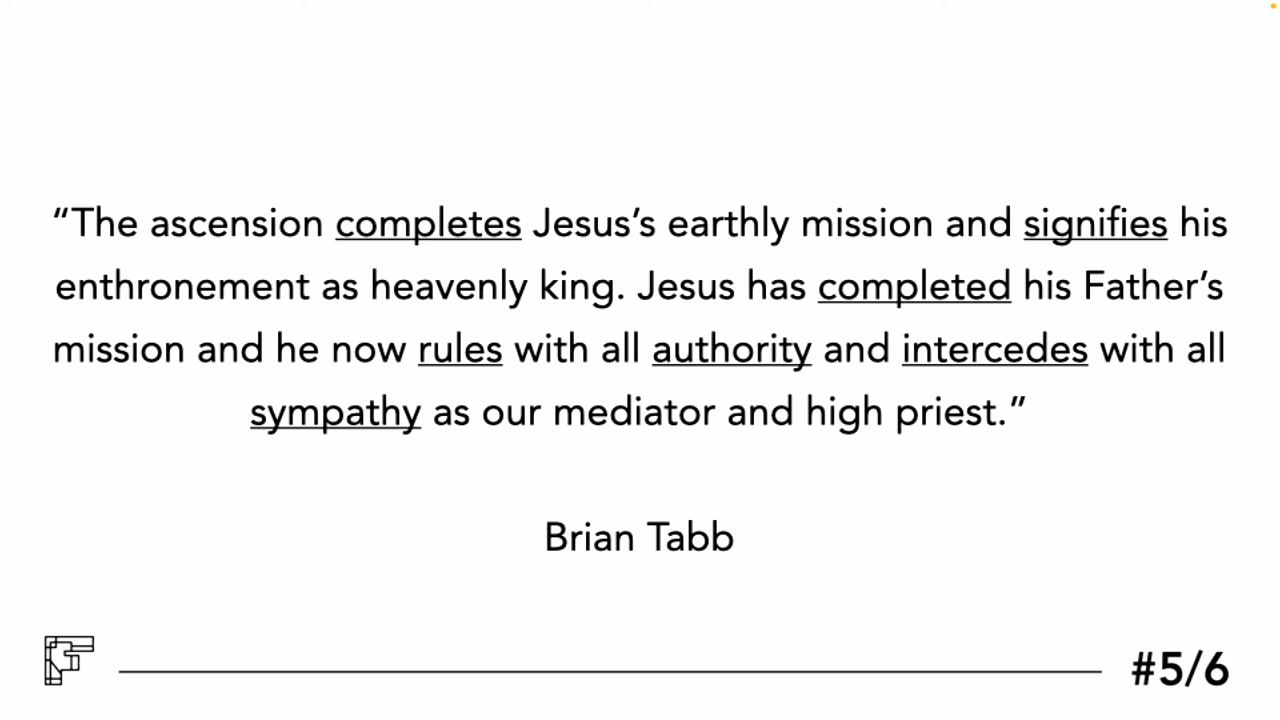 “The ascension completes Jesus’s earthly mission and signifies his
enthronement as heavenly king. Jesus has completed his Father’s
mission and he now rules with all authority and intercedes with all
sympathy as our mediator and high priest.”
Brian Tabb
#5/6